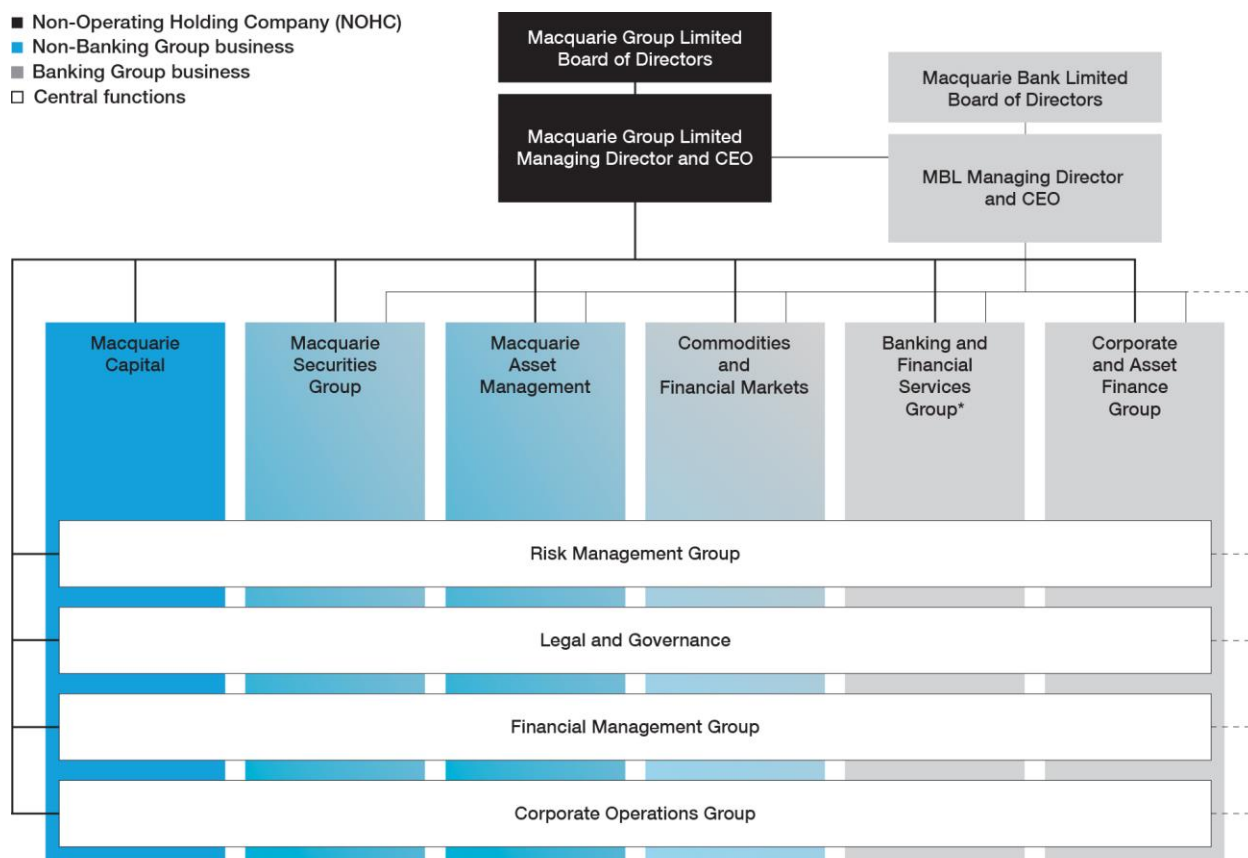 Non-Operating Holding Company (NOHC)
Non-Banking Group business
Banking Group business
Central functions
Macquarie Group Limited
Board of Directors
Macquarie Bank Limited
Board of Directors
Macquarie Group Limited
Managing Director and CEO
MBL Managing Director
and CEO
Macquarie
Capital
Macquarie
Securities
Group
Macquarie
Asset
Management
Commodities
and
Financial Markets
Banking and
Financial
Services
Group*
Corporate
and Asset
Finance
Group
Risk Management Group
Legal and Governance
Financial Management Group
Corporate Operations Group